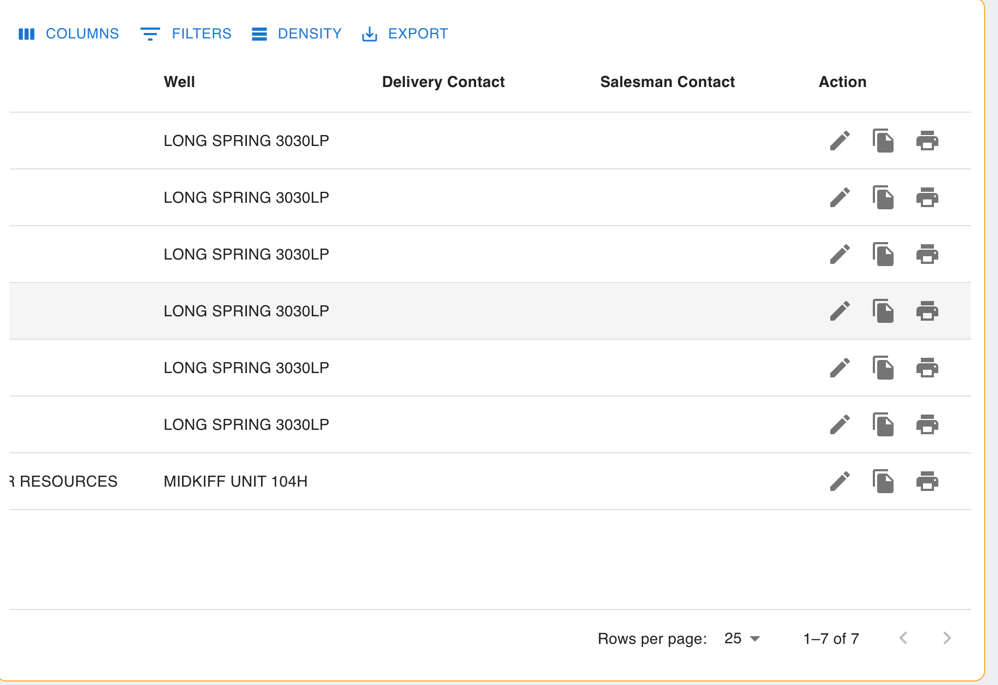 COLUMNS FILTERS DENSITY EXPORT
Well Delivery Contact Salesman Contact Action
LONG SPRING 3030LP
LONG SPRING 3030LP
LONG SPRING 3030LP
LONG SPRING 3030LP
LONG SPRING 3030LP
LONG SPRING 3030LP
R RESOURCES MIDKIFF UNIT 104H
Rows per page: 25 1–7 of 7